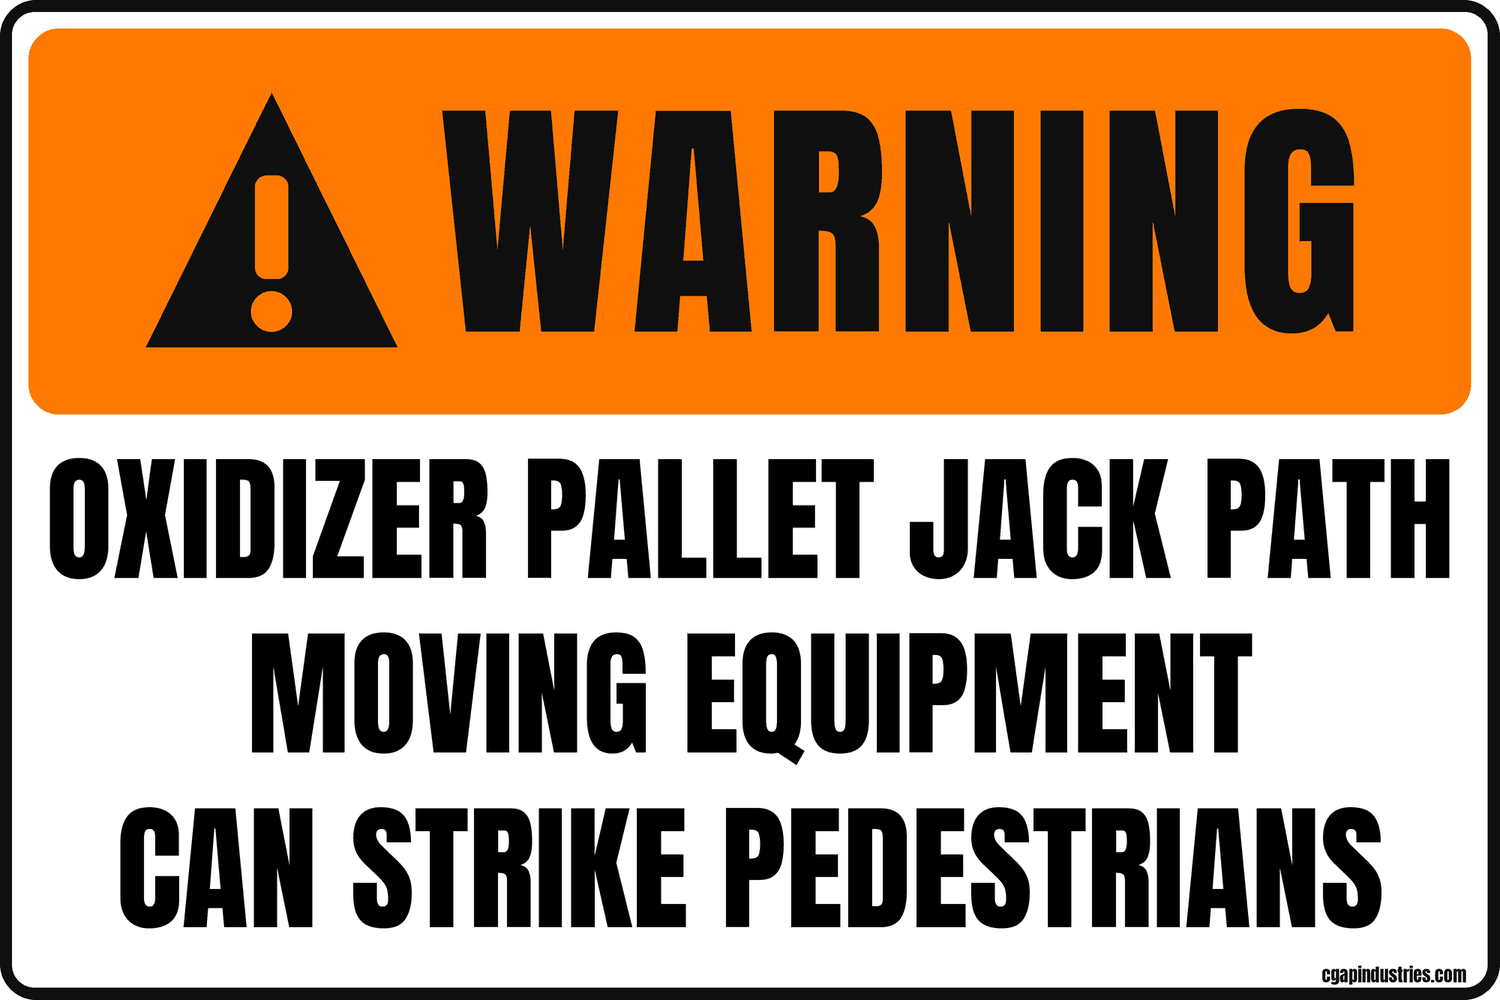 WARNING
OXIDIZER PALLET JACK PATH
MOVING EQUIPMENT
CAN STRIKE PEDESTRIANS
cgapindustries.com